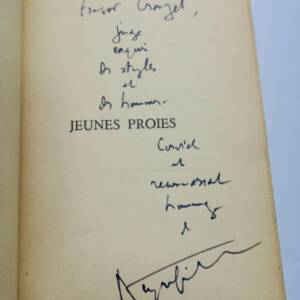 juge
exquis
des styles
et
des hommes.
JEUNES PROIES
Cordial
et
reconnaissant
hommage
d